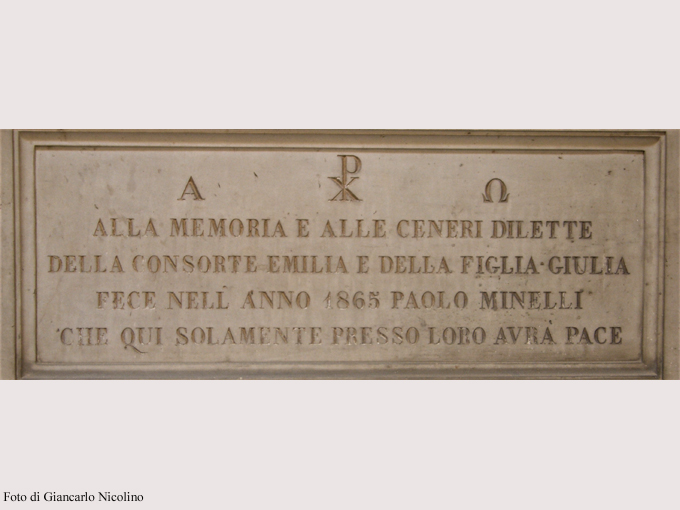 Α ☧ Ω
ALLA MEMORIA E ALLE CENERI DILETTE
DELLA CONSORTE EMILIA E DELLA FIGLIA GIULIA
FECE NELL ANNO 1865 PAOLO MINELLI
CHE QUI SOLAMENTE PRESSO LORO AVRÀ PACE
Foto di Giancarlo Nicolino